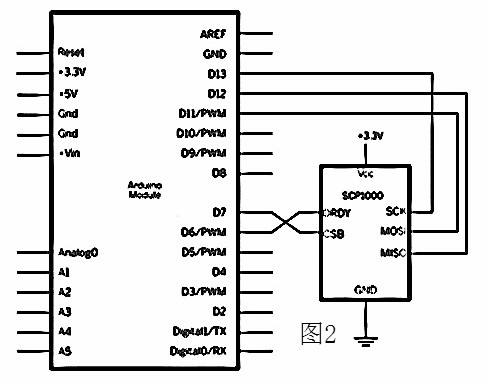 AREF
Reset
GND
+3.3V
D13
+5V
D12
Gnd
D11/PWM
Gnd
D10/PWM
+Vin
D9/PWM
D8
Arduino
Module
D7
D6/PWM
Analog0
D5/PWM
A1
D4
A2
D3/PWM
A3
D2
A4
Digital1/TX
A5
Digital0/RX
+3.3V
Vcc
SCP1000
DRDY
SCK
CSB
MOSI
MISO
GND
图2